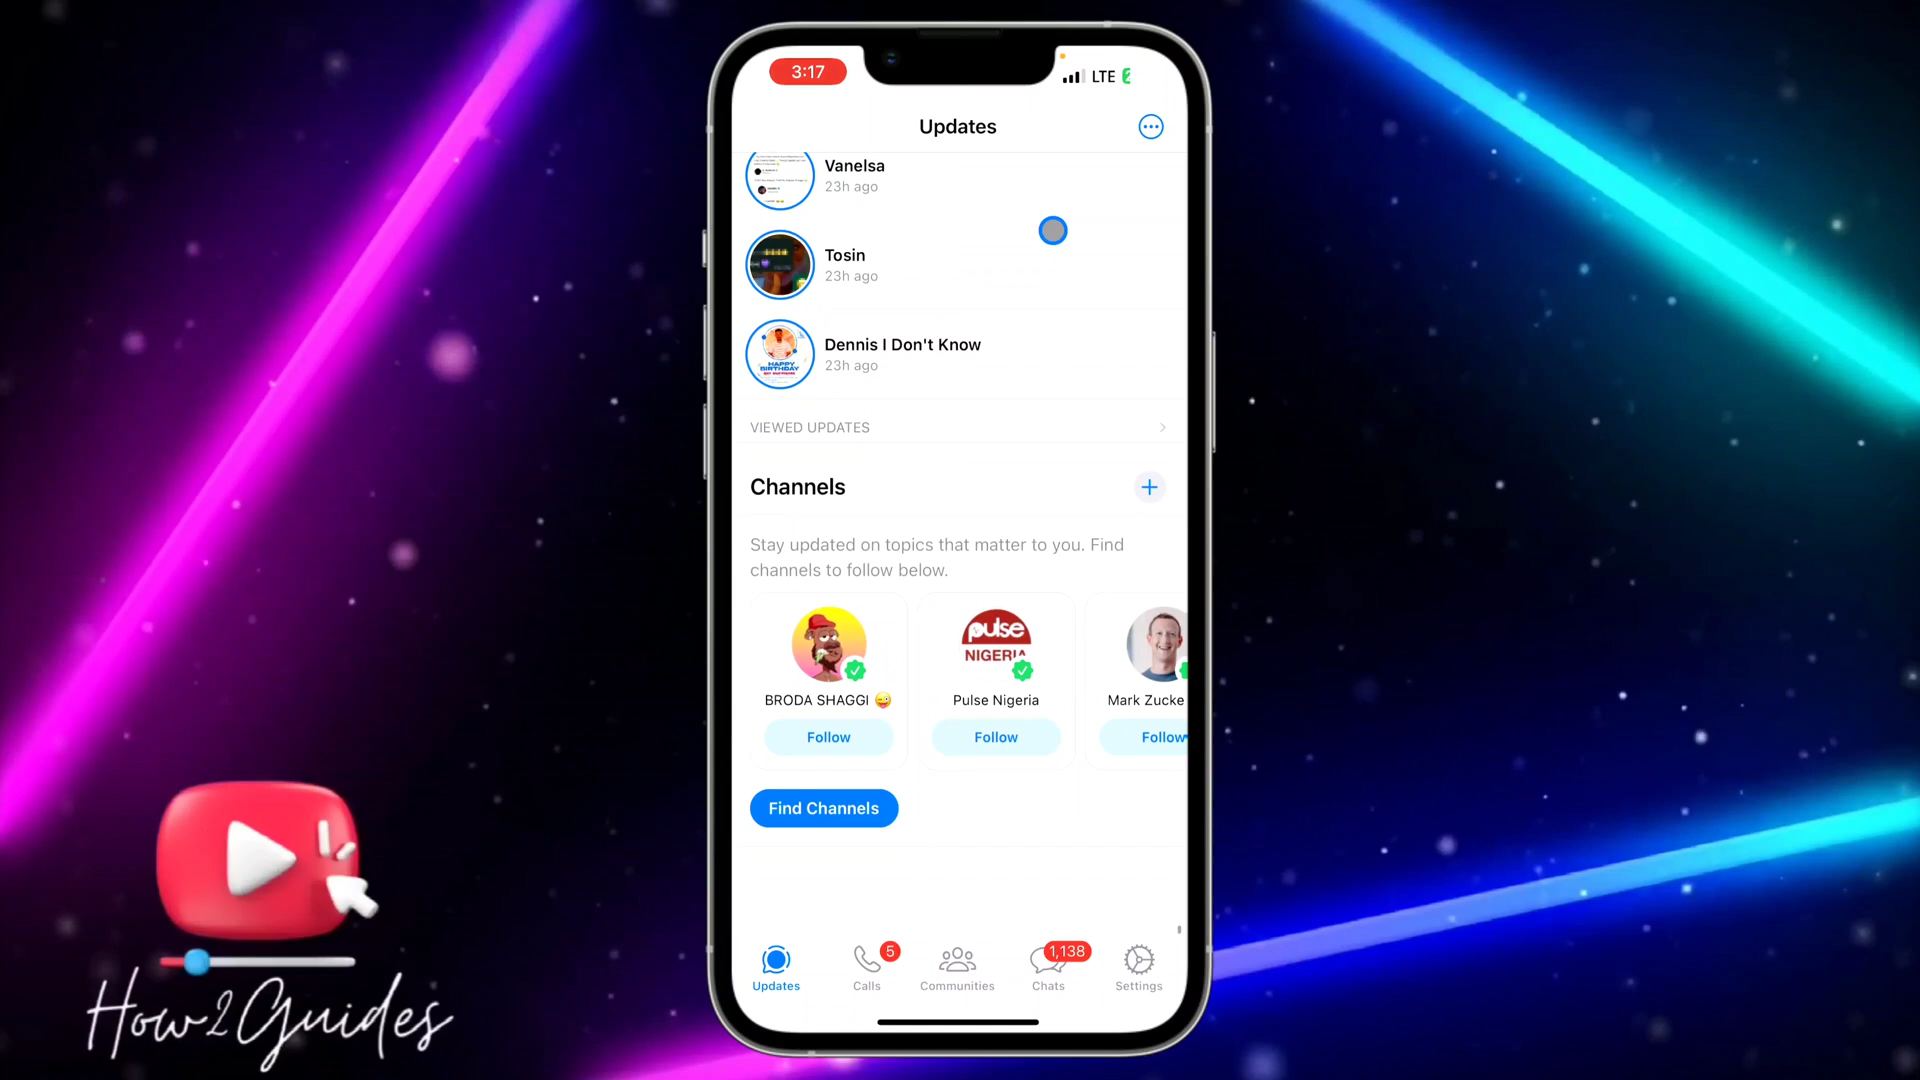 3:17
LTE
Updates
Vanelsa
23h ago
Tosin
23h ago
HAPPY
BIRTHDAY
Dennis I Don't Know
23h ago
VIEWED UPDATES
Channels
Stay updated on topics that matter to you. Find
channels to follow below.
pulse
NIGERIA
BRODA SHAGGI 😜
Pulse Nigeria
Mark Zucke
Follow
Follow
Follow
Find Channels
5
1,138
Updates
Calls
Communities
Chats
Settings
How2Guides